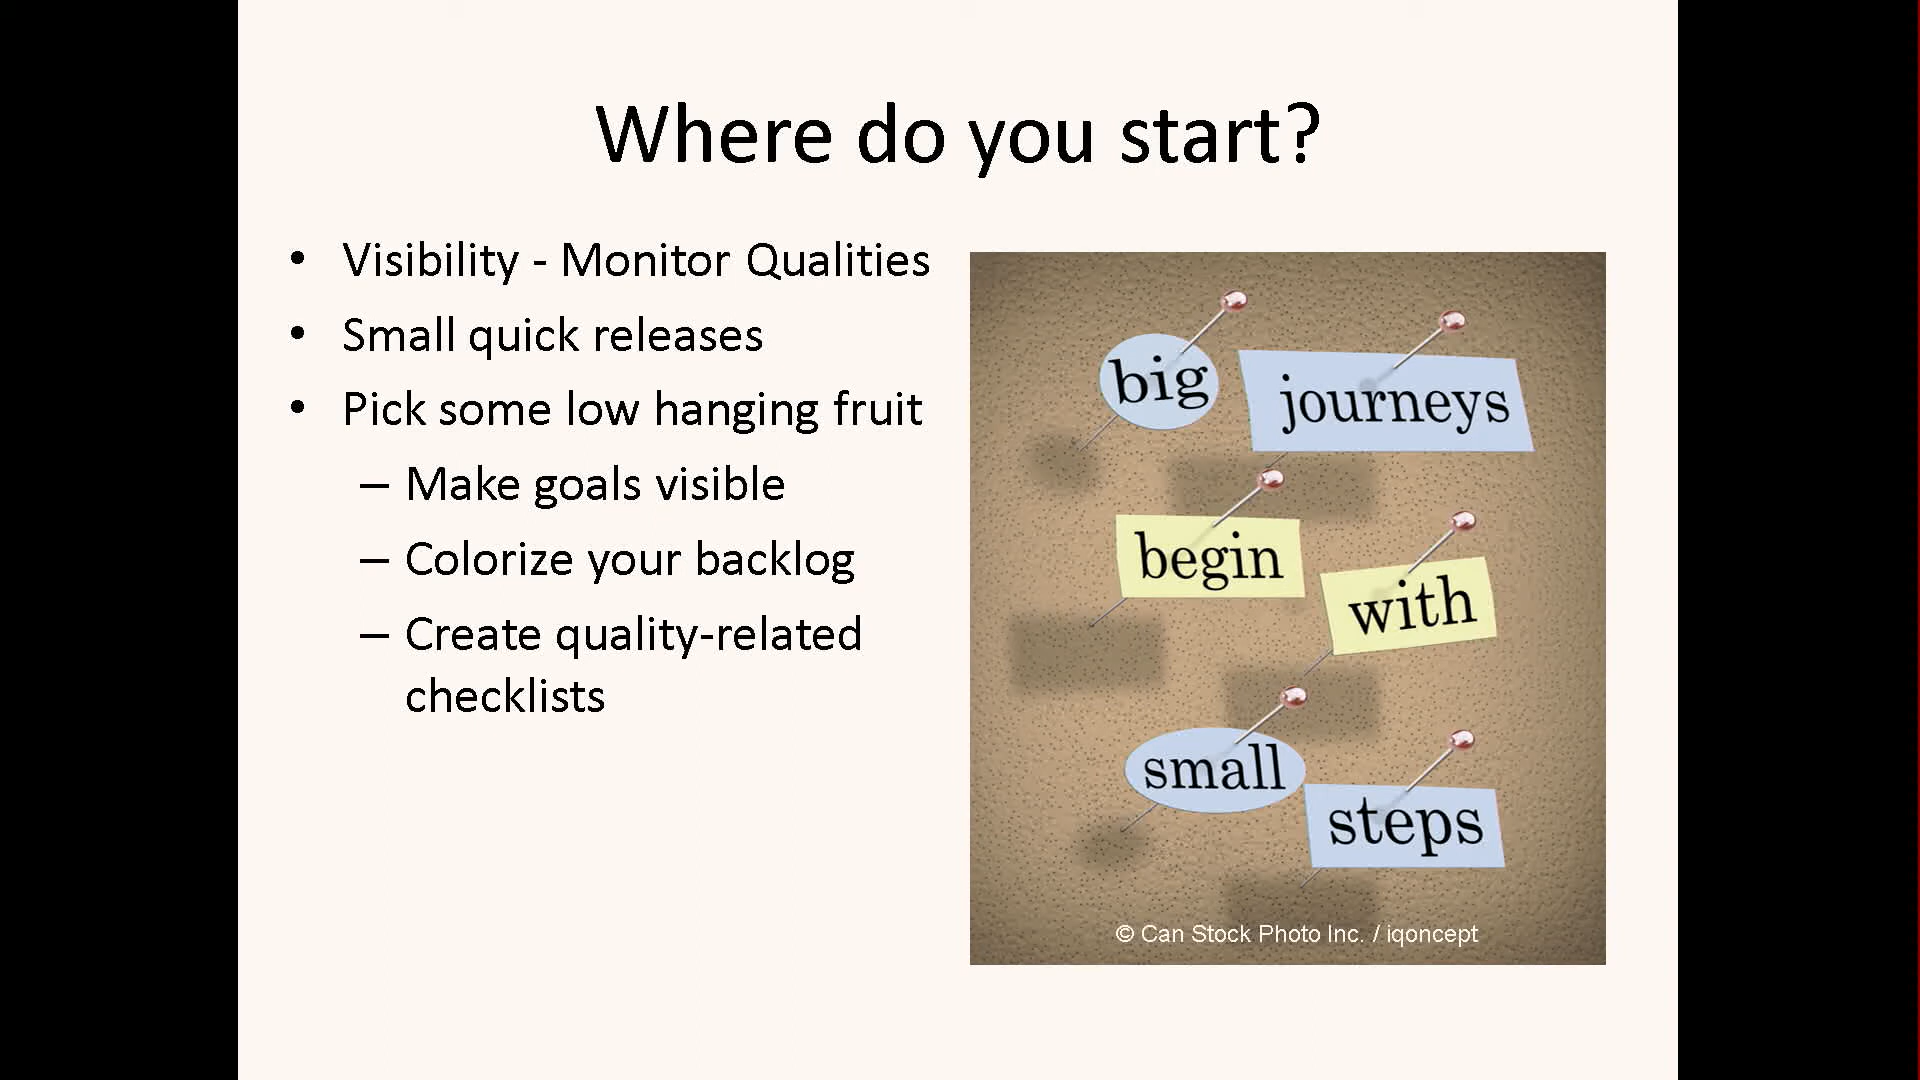 Where do you start?
• Visibility - Monitor Qualities
• Small quick releases
• Pick some low hanging fruit
– Make goals visible
– Colorize your backlog
– Create quality-related
checklists
big journeys
begin with
small steps
© Can Stock Photo Inc. / iqoncept